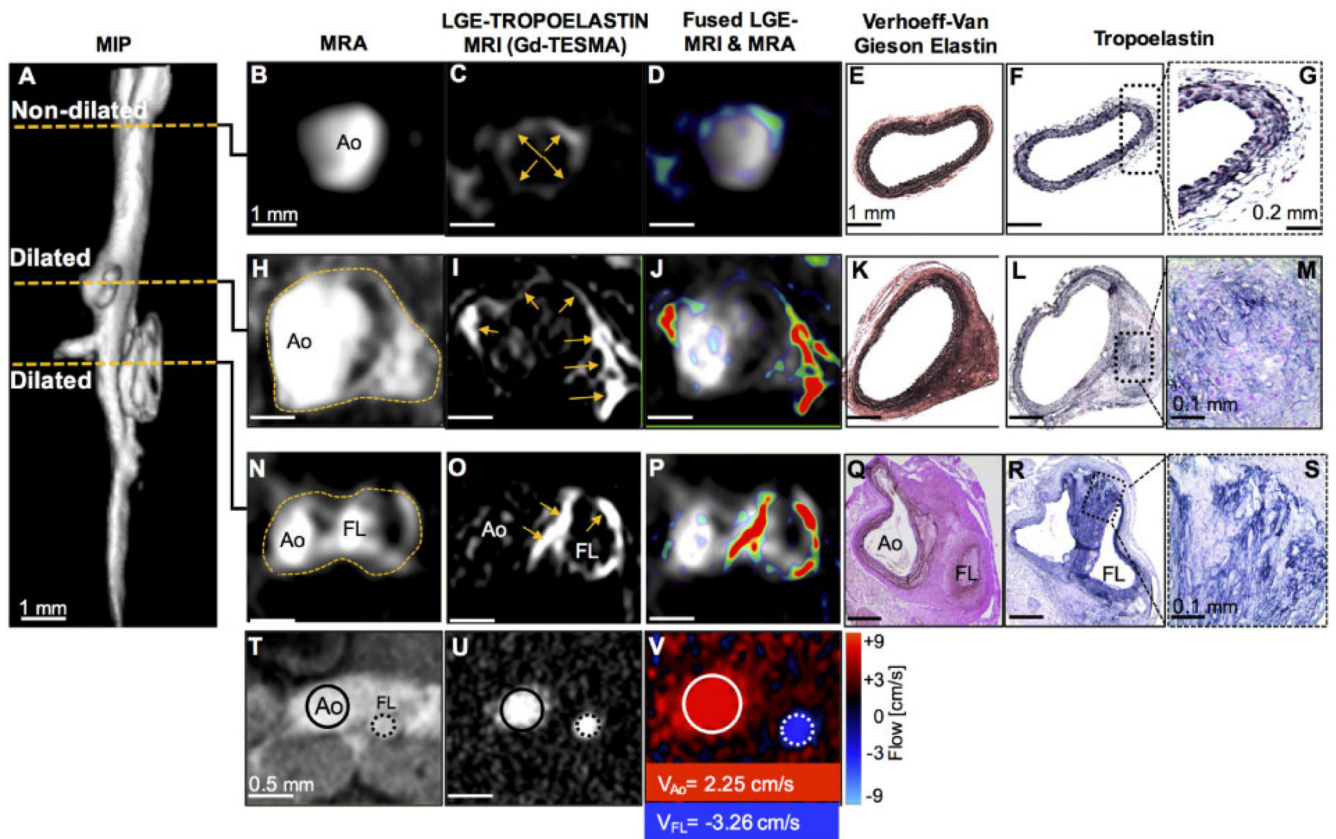 MIP
MRA
LGE-TROPOELASTIN
MRI (Gd-TESMA)
Fused LGE-
MRI & MRA
Verhoeff-Van
Gieson Elastin
Tropoelastin
A
Non-dilated
Dilated
Dilated
1 mm
B
Ao
1 mm
C
D
E
1 mm
F
G
0.2 mm
H
Ao
I
J
K
L
M
0.1 mm
N
Ao
FL
O
Ao
FL
P
Q
Ao
FL
R
FL
S
0.1 mm
T
Ao
FL
0.5 mm
U
V
VAo= 2.25 cm/s
VFL= -3.26 cm/s
+9
+3
0
-3
-9
Flow [cm/s]